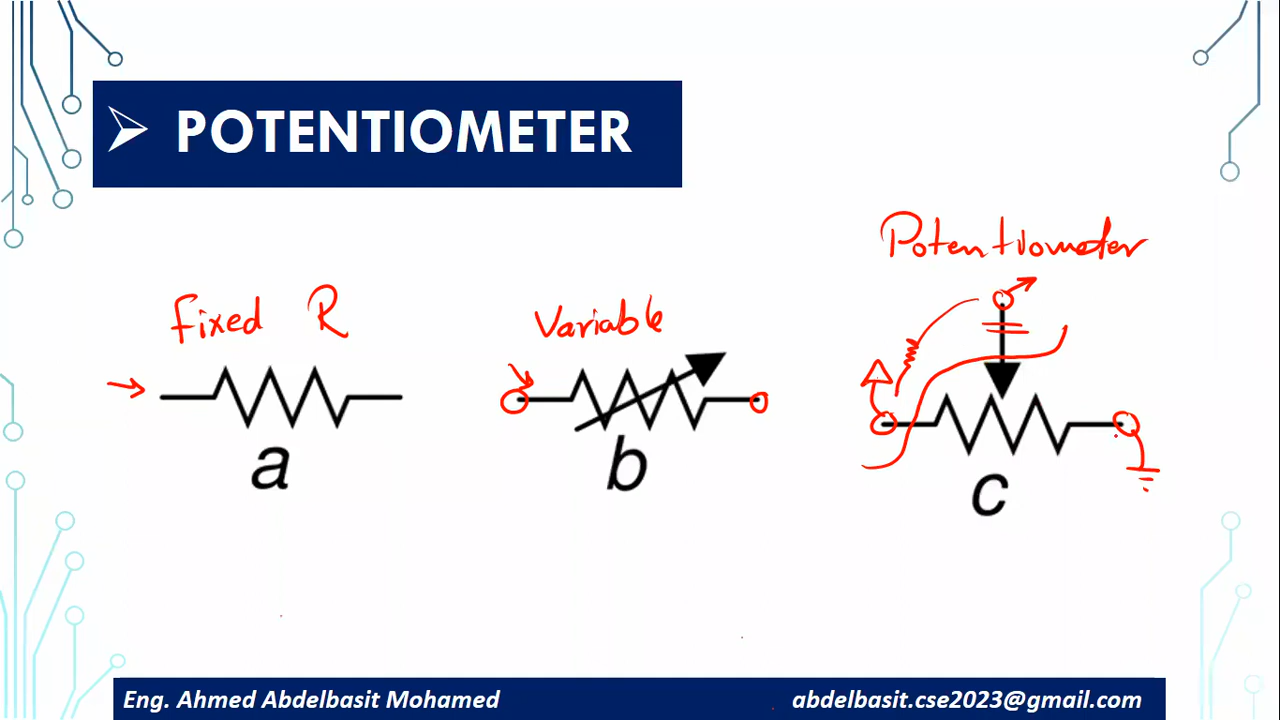 POTENTIOMETER
Potentiometer
Fixed R
Variable
a
b
c
Eng. Ahmed Abdelbasit Mohamed
abdelbasit.cse2023@gmail.com